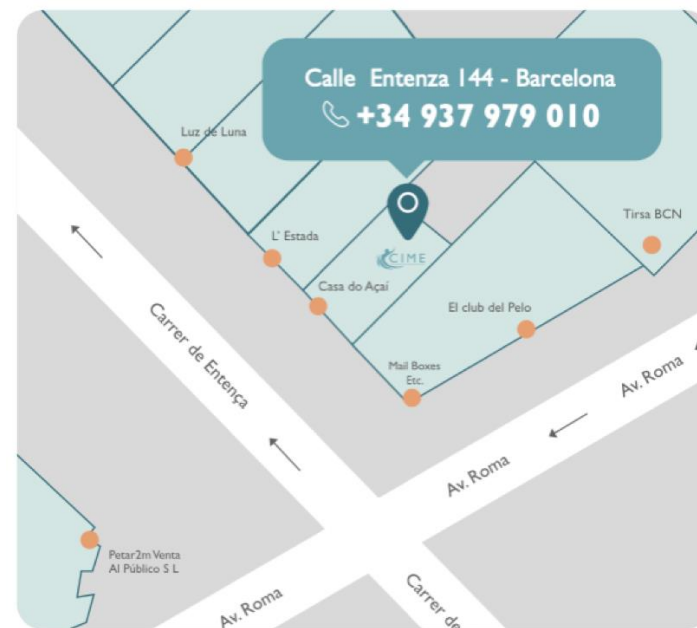 Calle Entenza 144 - Barcelona
+34 937 979 010
Luz de Luna
Tirsa BCN
L' Estada
CIME
Casa do Açaí
El club del Pelo
Mail Boxes
Etc.
Carrer de Entença
Av. Roma
Av. Roma
Petar2m Venta
Al Público S L
Av. Roma
Carrer de